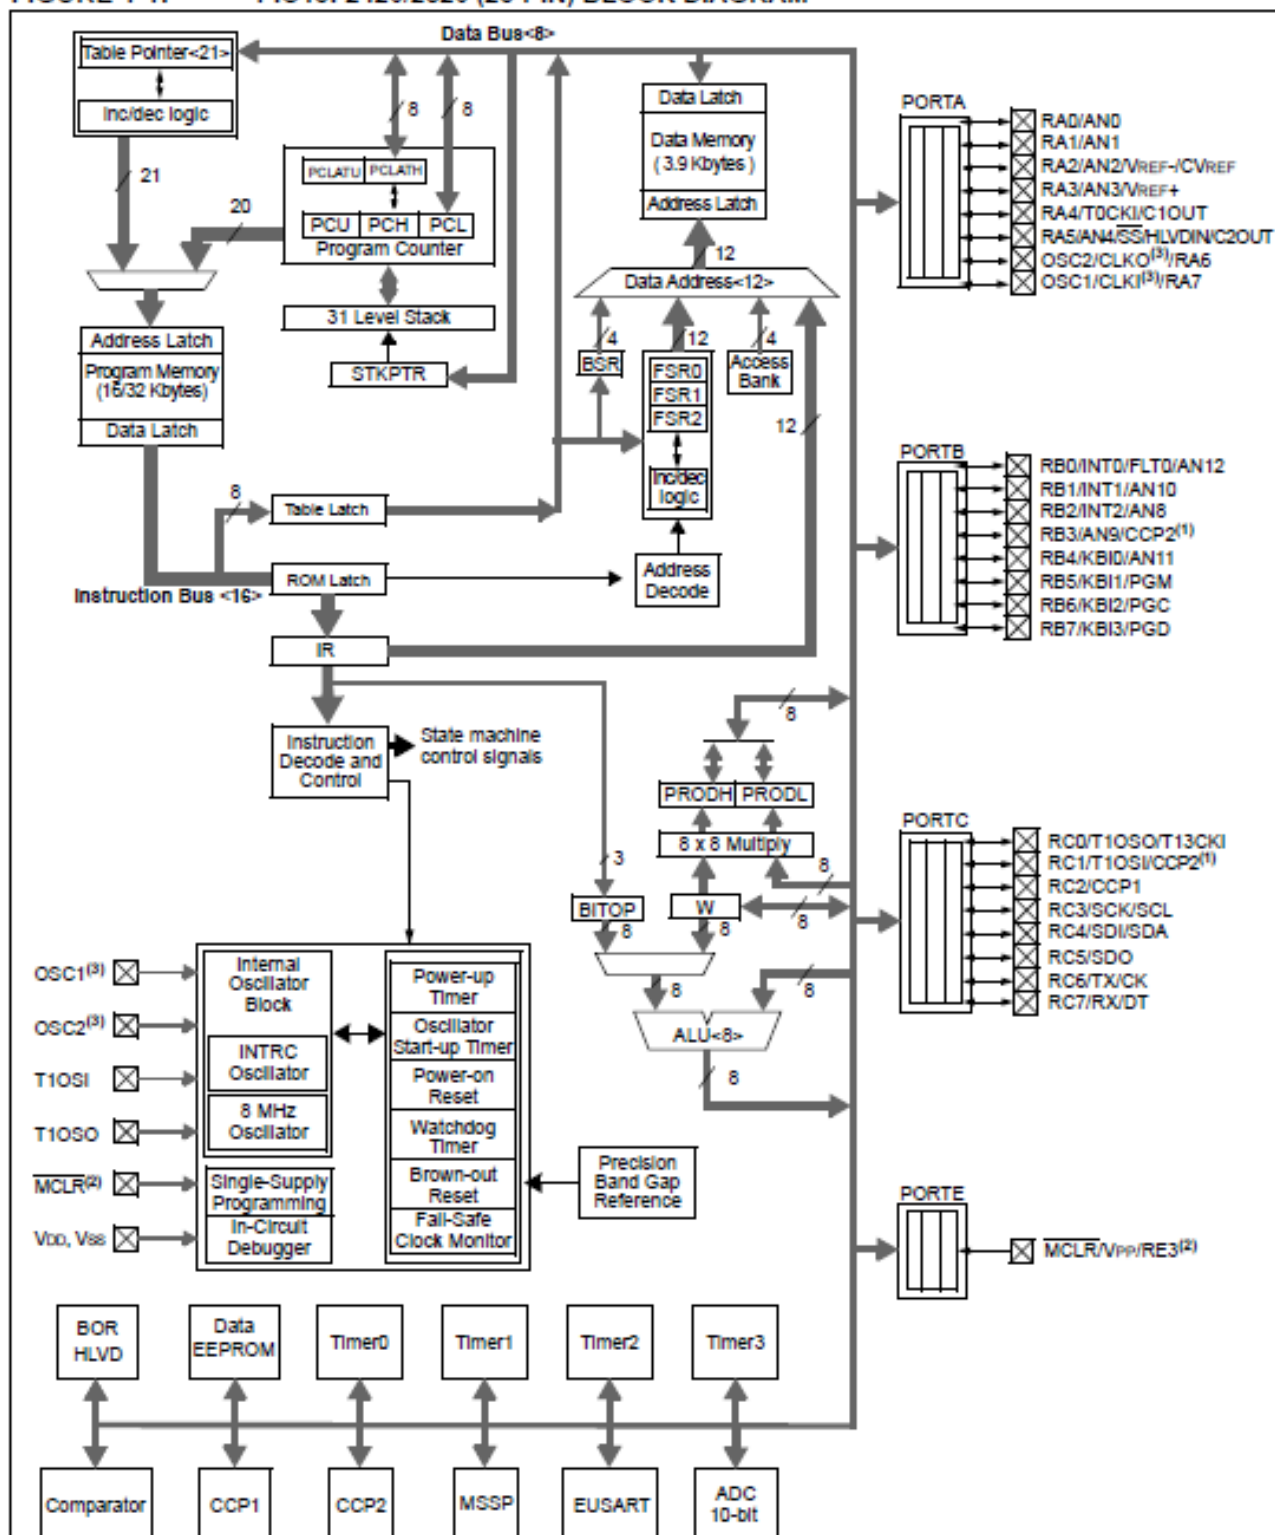 Data Bus<8>
Table Pointer<21>
Inc/dec logic
21
20
8
8
PCLATU
PCLATH
PCU
PCH
PCL
Program Counter
31 Level Stack
STKPTR
Address Latch
Program Memory
(16/32 Kbytes)
Data Latch
8
Table Latch
ROM Latch
Instruction Bus <16>
IR
Instruction
Decode and
Control
State machine
control signals
Data Latch
Data Memory
( 3.9 Kbytes )
Address Latch
12
Data Address<12>
4
12
4
BSR
FSR0
FSR1
FSR2
Inc/dec
logic
Access
Bank
12
Address
Decode
8
PRODH
PRODL
8 x 8 Multiply
3
8
BITOP
W
8
8
8
8
8
ALU<8>
8
OSC1(3)
OSC2(3)
T1OSI
T1OSO
MCLR(2)
VDD, VSS
Internal
Oscillator
Block
INTRC
Oscillator
8 MHz
Oscillator
Single-Supply
Programming
In-Circuit
Debugger
Power-up
Timer
Oscillator
Start-up Timer
Power-on
Reset
Watchdog
Timer
Brown-out
Reset
Fail-Safe
Clock Monitor
Precision
Band Gap
Reference
PORTA
RA0/AN0
RA1/AN1
RA2/AN2/VREF-/CVREF
RA3/AN3/VREF+
RA4/T0CKI/C1OUT
RA5/AN4/SS/HLVDIN/C2OUT
OSC2/CLKO(3)/RA6
OSC1/CLKI(3)/RA7
PORTB
RB0/INT0/FLT0/AN12
RB1/INT1/AN10
RB2/INT2/AN8
RB3/AN9/CCP2(1)
RB4/KBI0/AN11
RB5/KBI1/PGM
RB6/KBI2/PGC
RB7/KBI3/PGD
PORTC
RC0/T1OSO/T13CKI
RC1/T1OSI/CCP2(1)
RC2/CCP1
RC3/SCK/SCL
RC4/SDI/SDA
RC5/SDO
RC6/TX/CK
RC7/RX/DT
PORTE
MCLR/VPP/RE3(2)
BOR
HLVD
Data
EEPROM
Timer0
Timer1
Timer2
Timer3
Comparator
CCP1
CCP2
MSSP
EUSART
ADC
10-bit